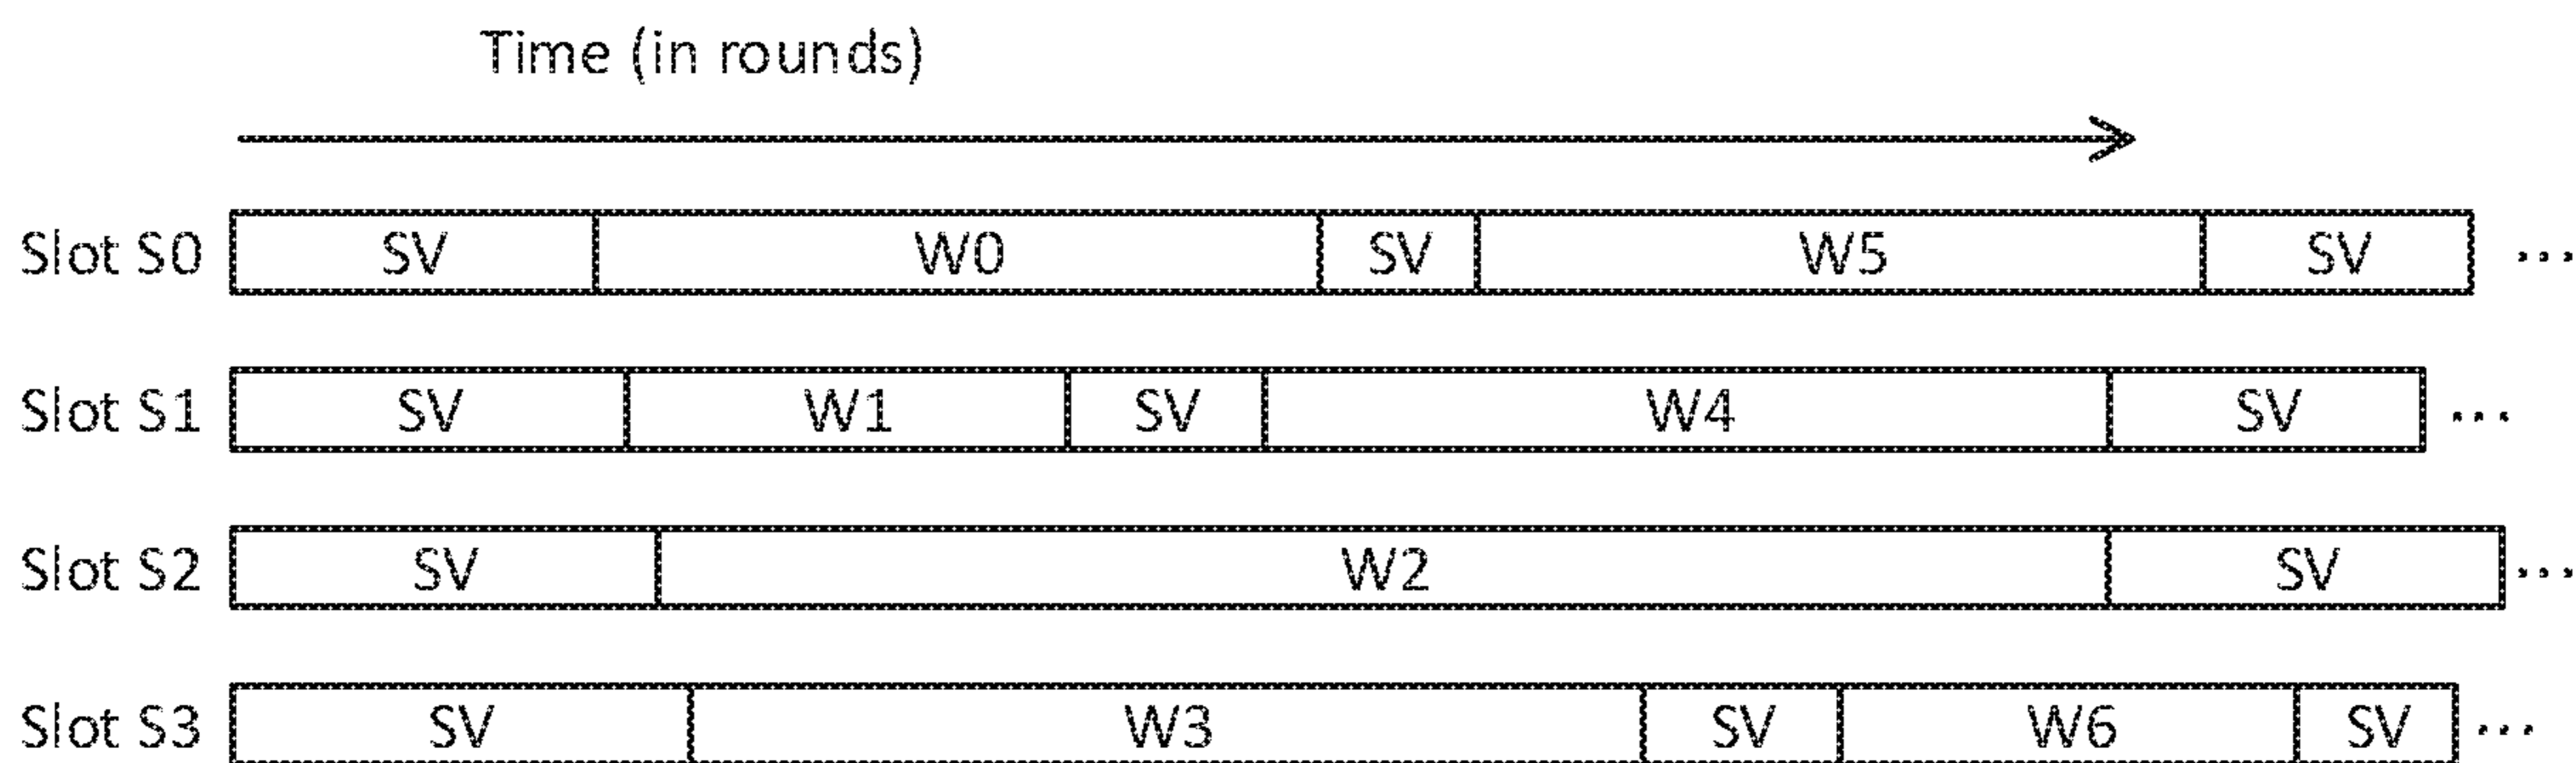 Time (in rounds)
Slot S0 SV W0 SV W5 SV ...
Slot S1 SV W1 SV W4 SV ...
Slot S2 SV W2 SV ...
Slot S3 SV W3 SV W6 SV ...